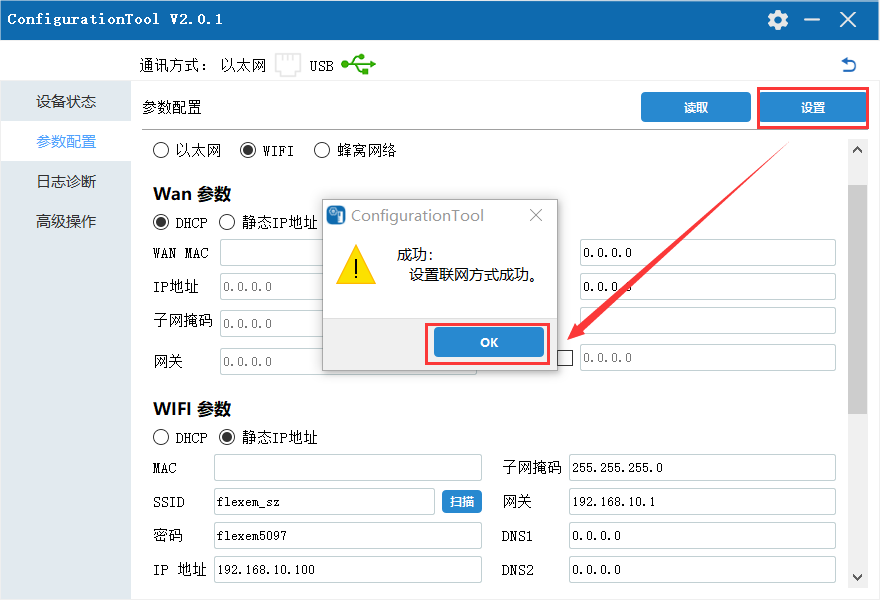 ConfigurationTool V2.0.1
通讯方式： 以太网 USB
设备状态
参数配置
日志诊断
高级操作
参数配置 读取 设置
以太网 WIFI 蜂窝网络
Wan 参数
DHCP 静态IP地址
WAN MAC 0.0.0.0
IP地址 0.0.0.0 0.0.0.0
子网掩码 0.0.0.0
网关 0.0.0.0 0.0.0.0
ConfigurationTool
成功：
设置联网方式成功。
OK
WIFI 参数
DHCP 静态IP地址
MAC 子网掩码 255.255.255.0
SSID flexem_sz 扫描 网关 192.168.10.1
密码 flexem5097 DNS1 0.0.0.0
IP 地址 192.168.10.100 DNS2 0.0.0.0